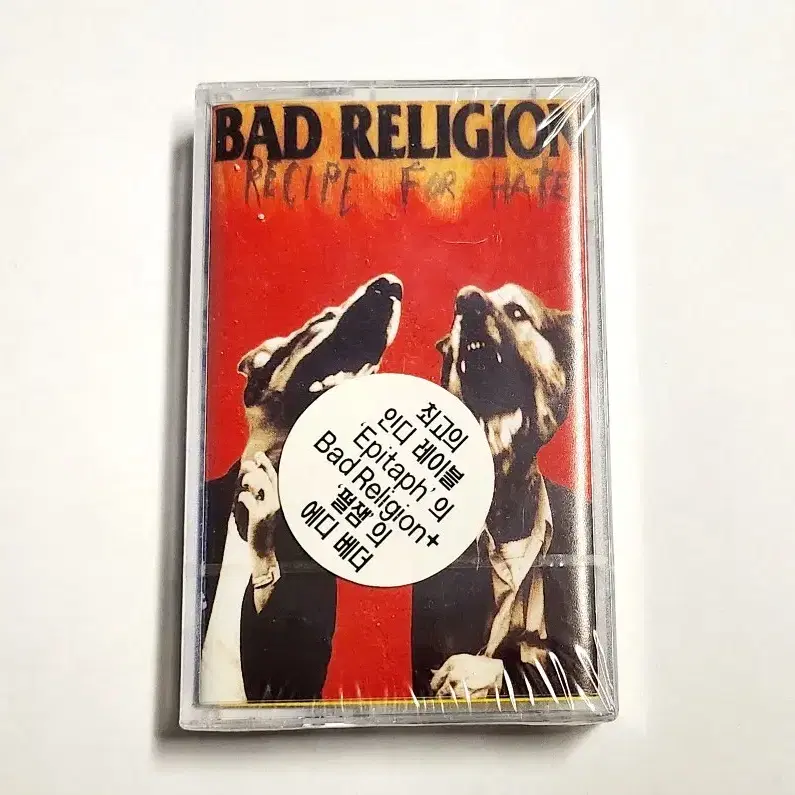 BAD RELIGION
RECIPE FOR HATE
최고의
인디 레이블
'Epitaph'의
Bad Religion+
'펄잼'의
에디 베더